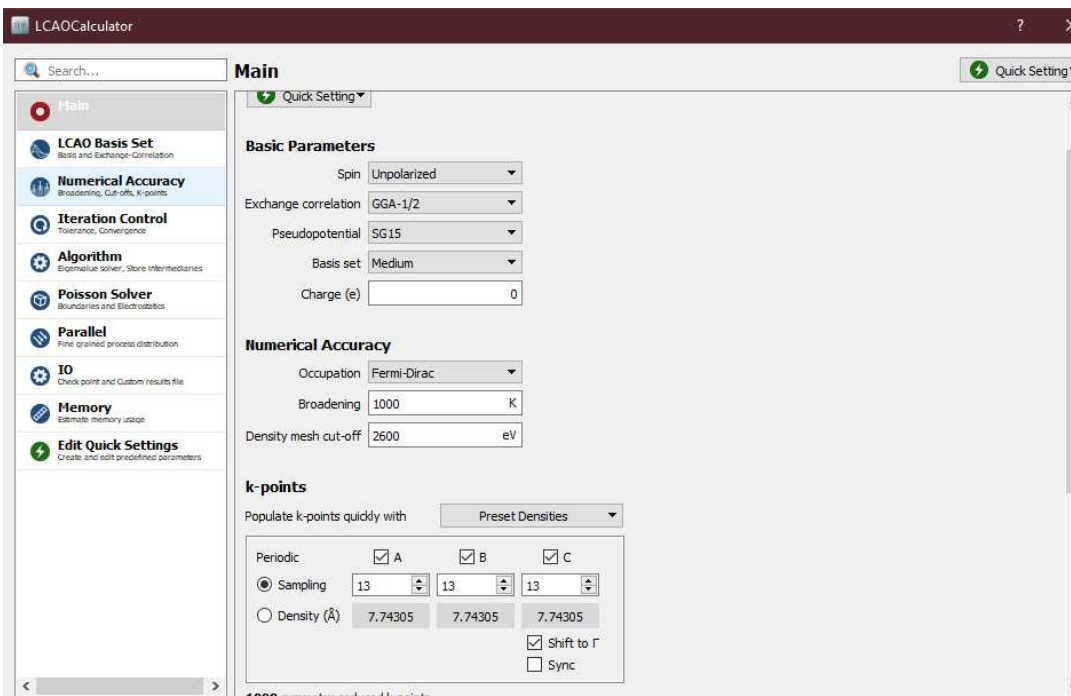 LCAOCalculator
?
Search...
Main
Quick Setting
Main
Quick Setting
LCAO Basis Set
Basis and Exchange-Correlation
Numerical Accuracy
Broadening, Cut-offs, K-points
Iteration Control
Tolerance, Convergence
Algorithm
Eigenvalue solver, Store intermediaries
Poisson Solver
Boundaries and Electrostatics
Parallel
Fine grained process distribution
IO
Check point and Custom results file
Memory
Estimate memory usage
Edit Quick Settings
Create and edit predefined parameters
Basic Parameters
Spin Unpolarized
Exchange correlation GGA-1/2
Pseudopotential SG15
Basis set Medium
Charge (e) 0
Numerical Accuracy
Occupation Fermi-Dirac
Broadening 1000 K
Density mesh cut-off 2600 eV
k-points
Populate k-points quickly with Preset Densities
Periodic A B C
Sampling 13 13 13
Density (Å) 7.74305 7.74305 7.74305
Shift to Γ
Sync